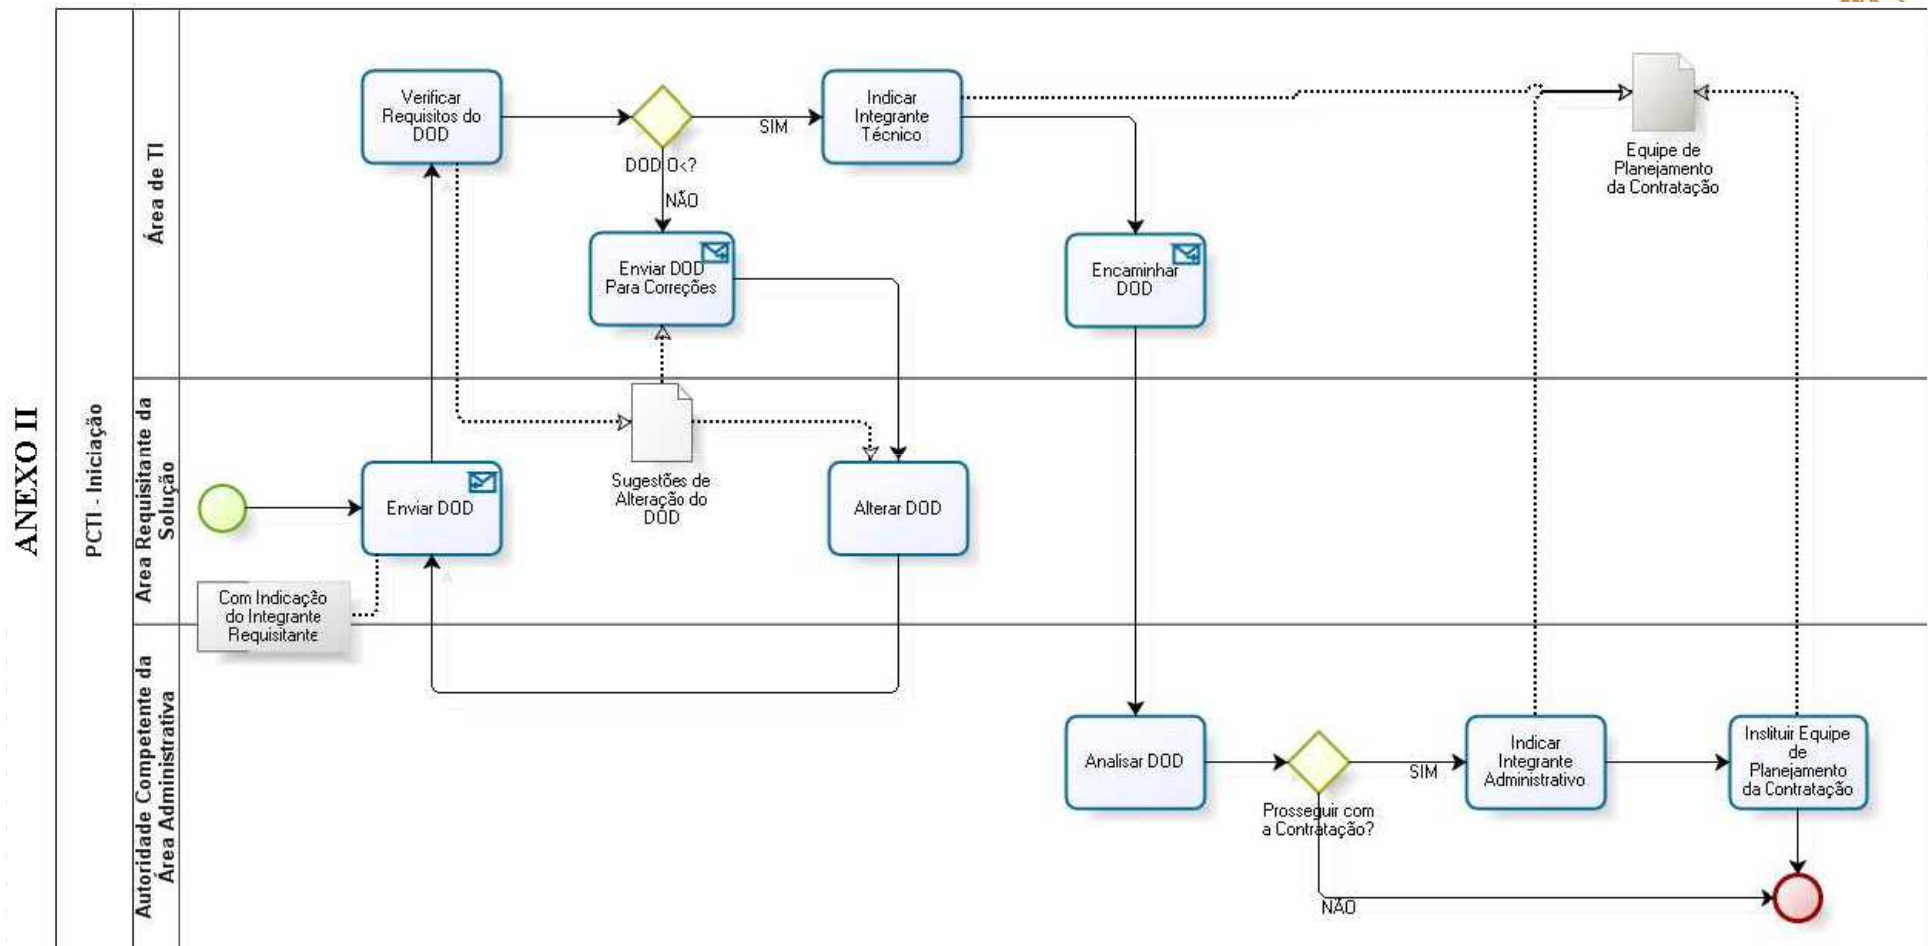 ANEXO II
PCTI - Iniciação
Área de TI
Verificar
Requisitos do
DOD
DOD O<?
SIM
NÃO
Indicar
Integrante
Técnico
Enviar DOD
Para Correções
Encaminhar
DOD
Equipe de
Planejamento
da Contratação
Área Requisitante da
Solução
Enviar DOD
Com Indicação
do Integrante
Requisitante
Sugestões de
Alteração do
DOD
Alterar DOD
Autoridade Competente da
Área Administrativa
Analisar DOD
Prosseguir com
a Contratação?
SIM
NÃO
Indicar
Integrante
Administrativo
Instituir Equipe
de
Planejamento
da Contratação